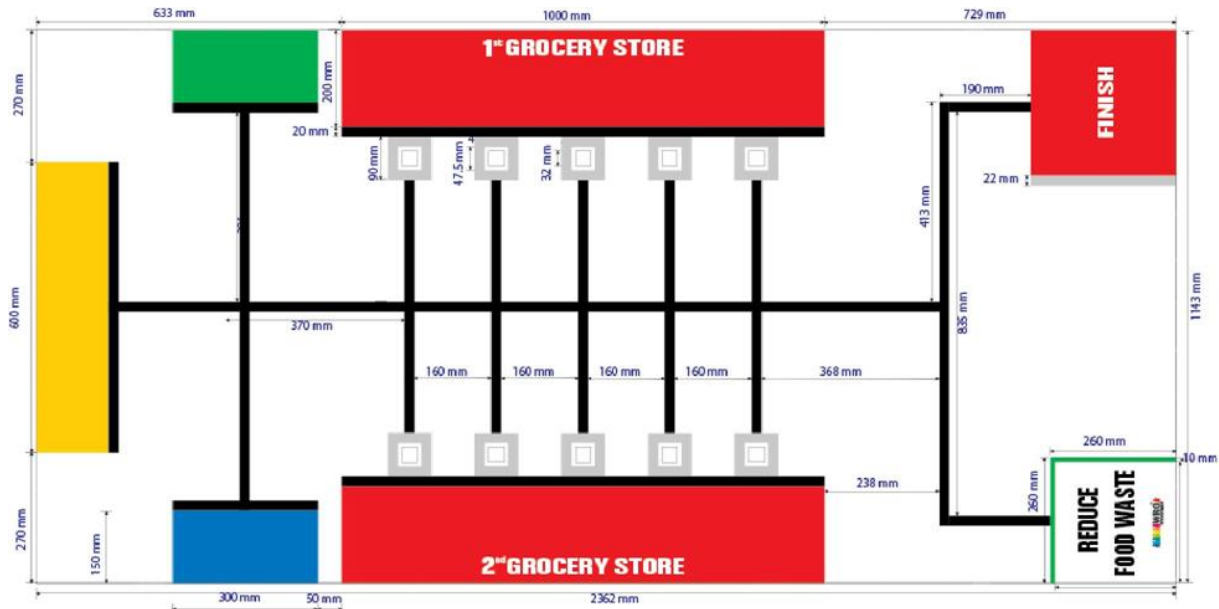 633 mm
1000 mm
729 mm
1st GROCERY STORE
270 mm
200 mm
20 mm
90 mm
47.5 mm
32 mm
190 mm
FINISH
22 mm
413 mm
600 mm
370 mm
835 mm
1143 mm
160 mm
160 mm
160 mm
160 mm
368 mm
260 mm
10 mm
238 mm
260 mm
REDUCE
FOOD WASTE
WRO
270 mm
150 mm
2nd GROCERY STORE
300 mm
50 mm
2362 mm